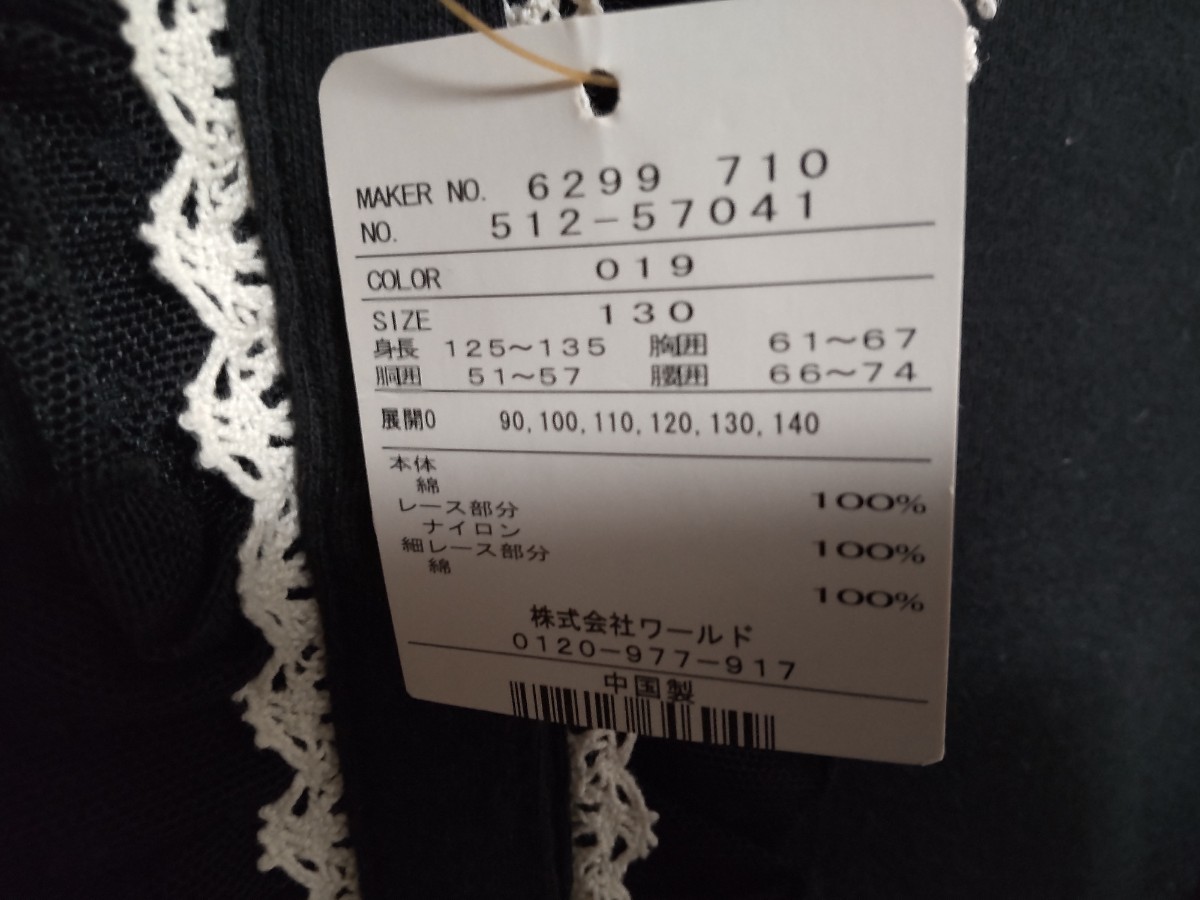 MAKER NO. 6299 710
NO. 512-57041
COLOR 019
SIZE 130
身長 125～135 胸囲 61～67
胴囲 51～57 腰囲 66～74
展開0 90,100,110,120,130,140
本体
綿 100%
レース部分
ナイロン 100%
細レース部分
綿 100%
株式会社ワールド
0120-977-917
中国製